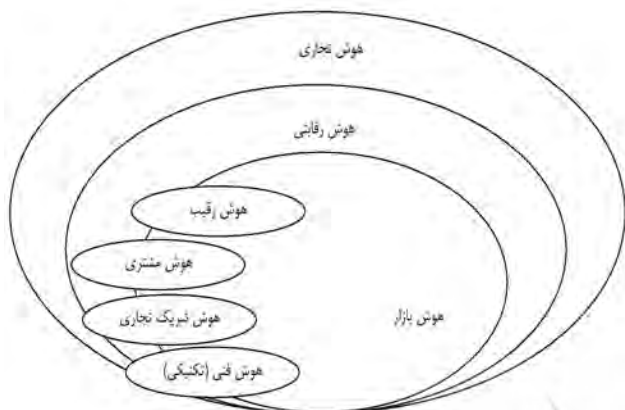 هوش تجاری
هوش رقابتی
هوش رقیب
هوش مشتری
هوش شریک تجاری
هوش بازار
هوش فنی (تکنیکی)